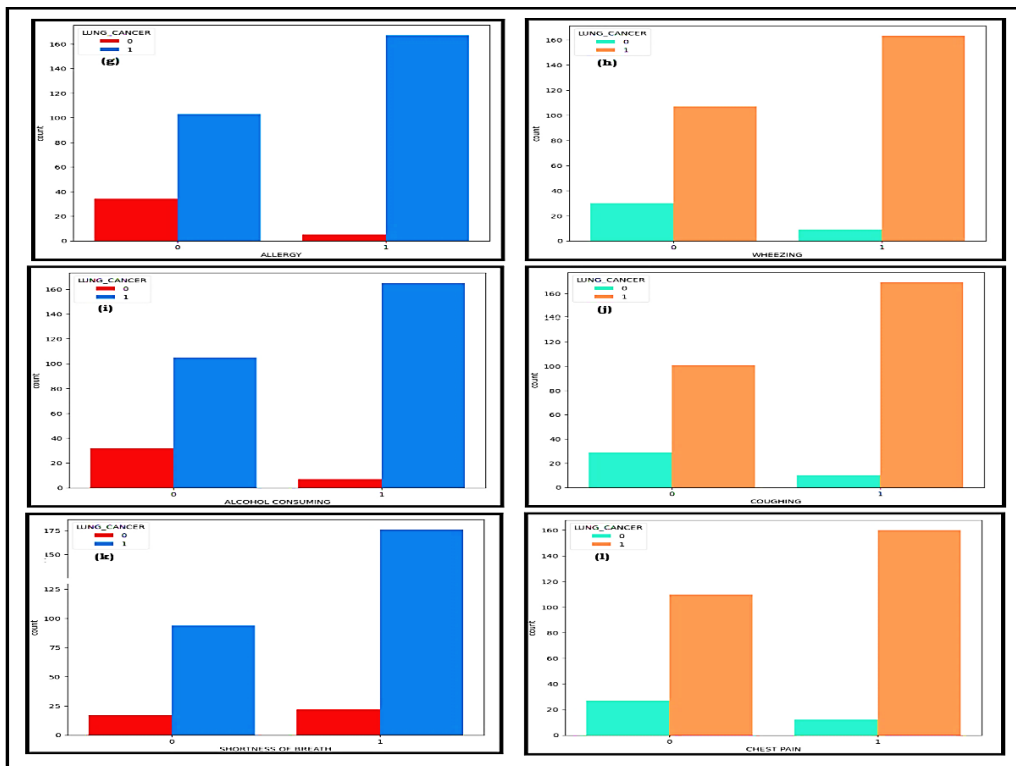 LUNG_CANCER
0
1
(g)
160
140
120
100
80
60
40
20
0
count
0 1
ALLERGY
LUNG_CANCER
0
1
(h)
160
140
120
100
80
60
40
20
0
count
0 1
WHEEZING
LUNG_CANCER
0
1
(i)
160
140
120
100
80
60
40
20
0
count
0 1
ALCOHOL CONSUMING
LUNG_CANCER
0
1
(j)
160
140
120
100
80
60
40
20
0
count
0 1
COUGHING
LUNG_CANCER
0
1
(k)
175
150
125
100
75
50
25
0
count
0 1
SHORTNESS OF BREATH
LUNG_CANCER
0
1
(l)
160
140
120
100
80
60
40
20
0
count
0 1
CHEST PAIN